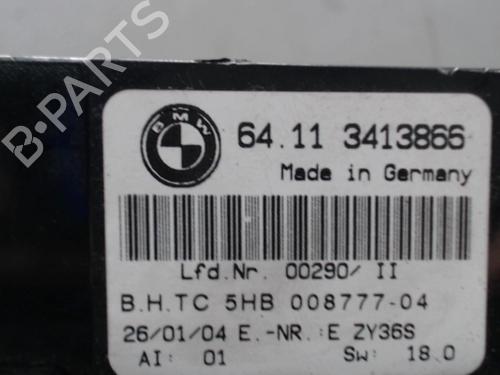 BMW
64.11 3413866
Made in Germany
Lfd.Nr. 00290/ II
B.H.TC 5HB 008777-04
26/01/04 E.-NR. :E ZY36S
AI: 01 Sw: 18.0
B-PARTS